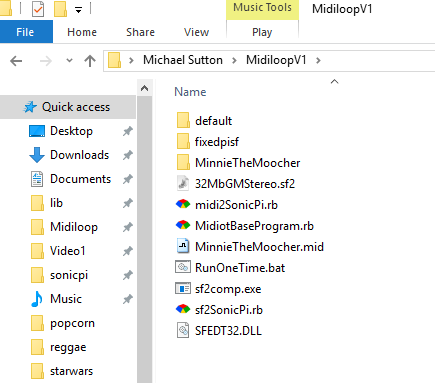 Music Tools
MidiloopV1
File
Home
Share
View
Play
Michael Sutton
MidiloopV1
Name
Quick access
Desktop
Downloads
Documents
lib
Midiloop
Video1
sonicpi
Music
popcorn
reggae
starwars
default
fixedpisf
MinnieTheMoocher
32MbGMStereo.sf2
midi2SonicPi.rb
MidiotBaseProgram.rb
MinnieTheMoocher.mid
RunOneTime.bat
sf2comp.exe
sf2SonicPi.rb
SFEDT32.DLL